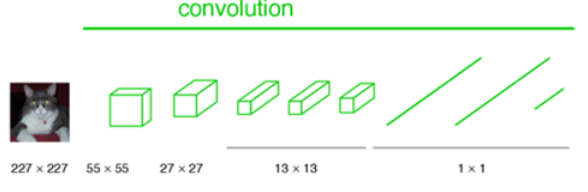 convolution
227 × 227 55 × 55 27 × 27 13 × 13 1 × 1